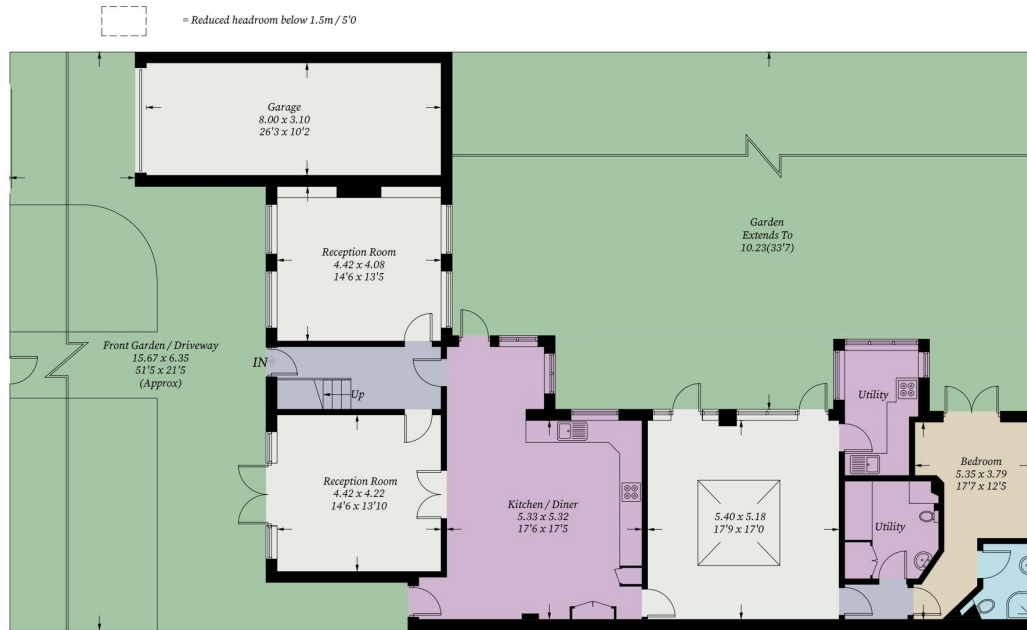 = Reduced headroom below 1.5m / 5'0
Garage
8.00 x 3.10
26'3 x 10'2
Reception Room
4.42 x 4.08
14'6 x 13'5
Garden
Extends To
10.23(33'7)
Front Garden / Driveway
15.67 x 6.35
51'5 x 21'5
(Approx)
IN
Up
Utility
Reception Room
4.42 x 4.22
14'6 x 13'10
Kitchen / Diner
5.33 x 5.32
17'6 x 17'5
5.40 x 5.18
17'9 x 17'0
Utility
Bedroom
5.35 x 3.79
17'7 x 12'5